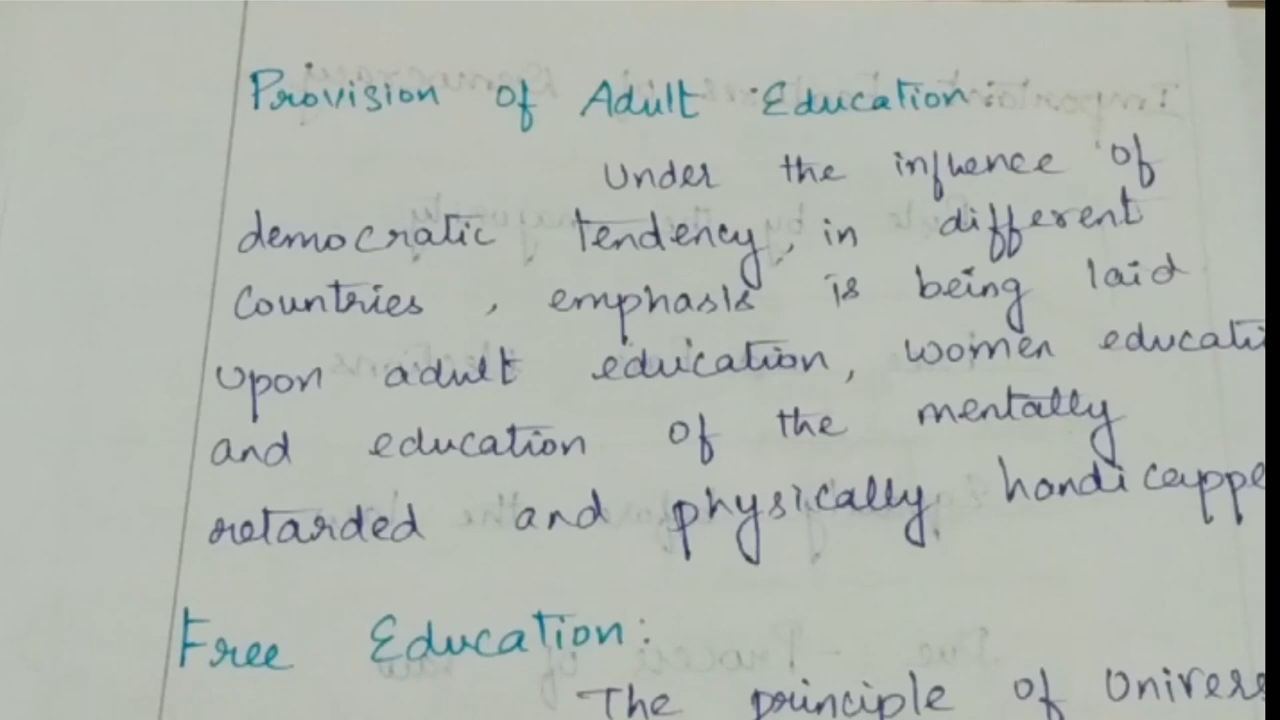 Provision of Adult Education:
Under the influence of
democratic tendency, in different
Countries, emphasis is being laid
upon adult education, women educati
and education of the mentally
retarded and physically handicappe
Free Education:
The principle of Univers